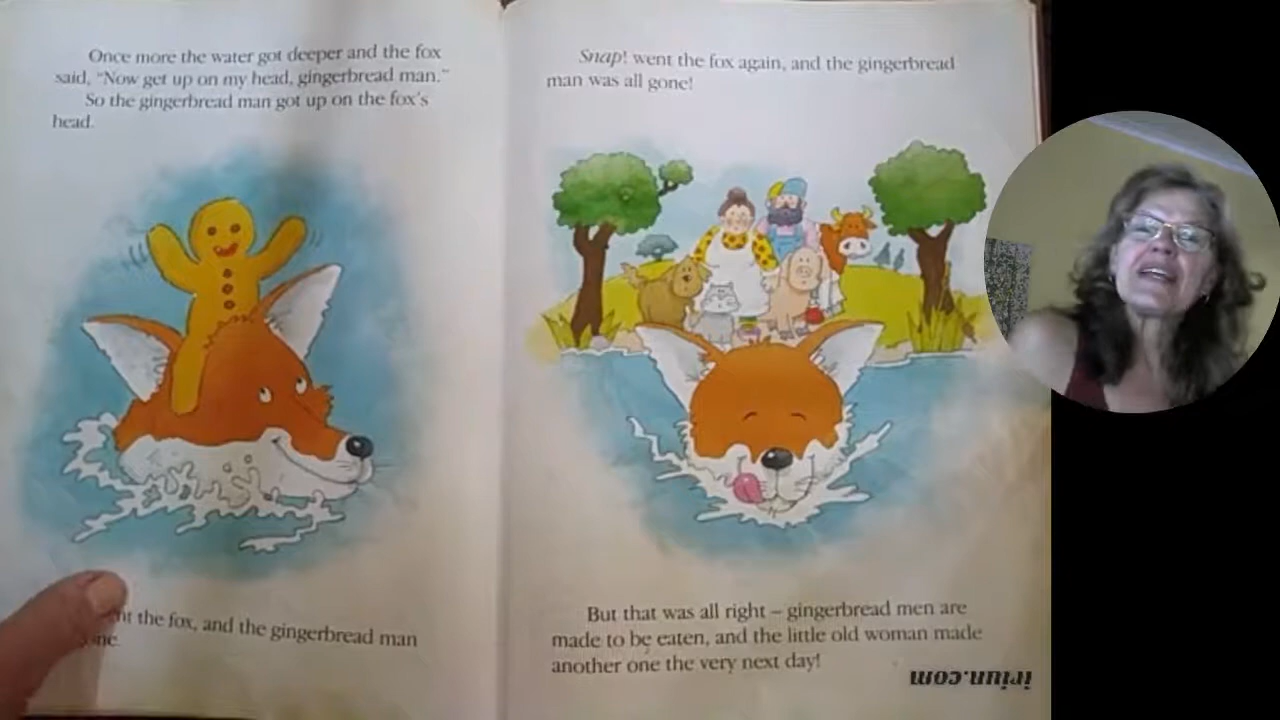 Once more the water got deeper and the fox
said, "Now get up on my head, gingerbread man."
So the gingerbread man got up on the fox's
head.
the fox, and the gingerbread man
Snap! went the fox again, and the gingerbread
man was all gone!
But that was all right – gingerbread men are
made to be eaten, and the little old woman made
another one the very next day!
iriun.com